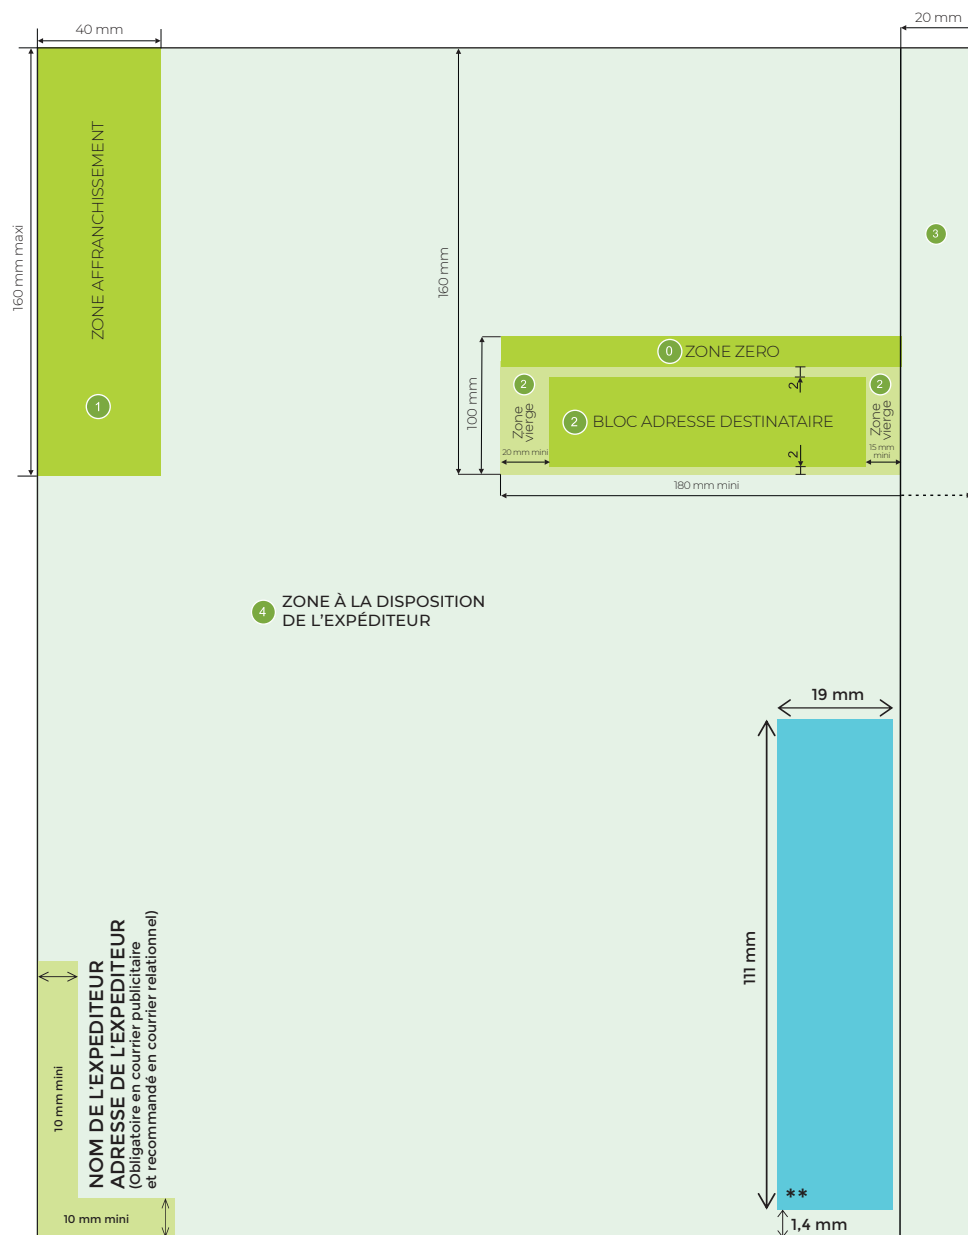 40 mm
20 mm
160 mm maxi
ZONE AFFRANCHISSEMENT
1
160 mm
3
0 ZONE ZERO
100 mm
2
Zone
vierge
20 mm mini
2 BLOC ADRESSE DESTINATAIRE
2
2
2
Zone
vierge
15 mm
mini
180 mm mini
4 ZONE À LA DISPOSITION
DE L'EXPÉDITEUR
19 mm
111 mm
**
1,4 mm
10 mm mini
NOM DE L'EXPEDITEUR
ADRESSE DE L'EXPEDITEUR
(Obligatoire en courrier publicitaire
et recommandé en courrier relationnel)
10 mm mini